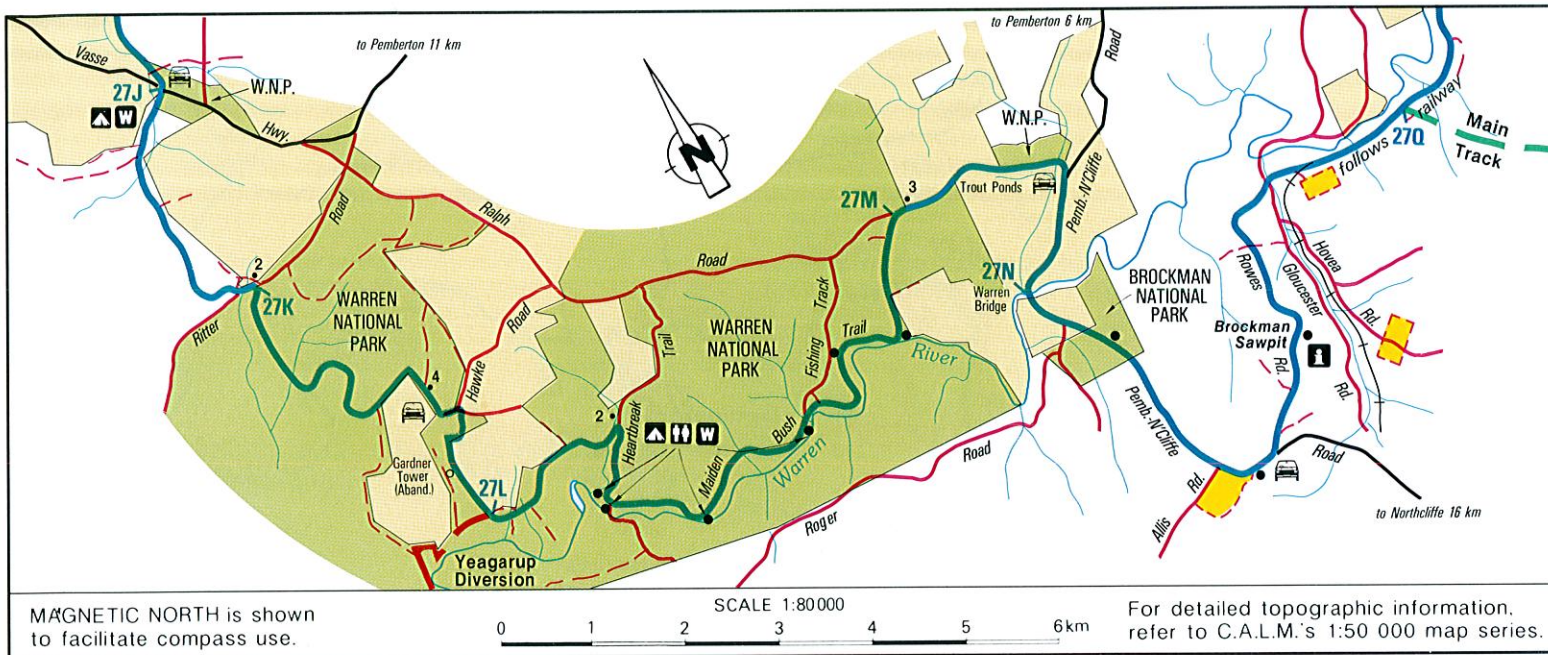 to Pemberton 11 km
to Pemberton 6 km
Vasse
Hwy.
27J
W
W.N.P.
Road
Ralph
Road
N
W.N.P.
Road
Trout Ponds
Pemb.-N'Cliffe
3
27M
follows railway
27Q
Main
Track
2
27K
Ritter
WARREN
NATIONAL
PARK
Road
Hawke
4
Gardner
Tower
(Aband.)
27L
Trail
Heartbreak
2
W
WARREN
NATIONAL
PARK
Fishing
Track
Trail
Bush
Maiden
Warren
River
27N
Warren
Bridge
BROCKMAN
NATIONAL
PARK
Rowes
Rd.
Gloucester
Rd.
Hovea
Rd.
Brockman
Sawpit
Pemb.-N'Cliffe
Road
Allis
Rd.
to Northcliffe 16 km
Roger
Road
Yeagarup
Diversion
MAGNETIC NORTH is shown
to facilitate compass use.
SCALE 1:80 000
0 1 2 3 4 5 6 km
For detailed topographic information,
refer to C.A.L.M.'s 1:50 000 map series.